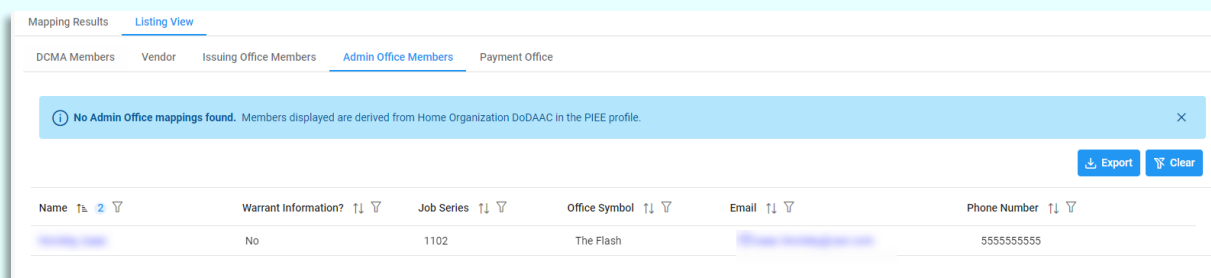 Mapping Results Listing View
DCMA Members Vendor Issuing Office Members Admin Office Members Payment Office
No Admin Office mappings found. Members displayed are derived from Home Organization DoDAAC in the PIEE profile.
Export Clear
Name 2 Warrant Information? Job Series Office Symbol Email Phone Number
No 1102 The Flash 5555555555